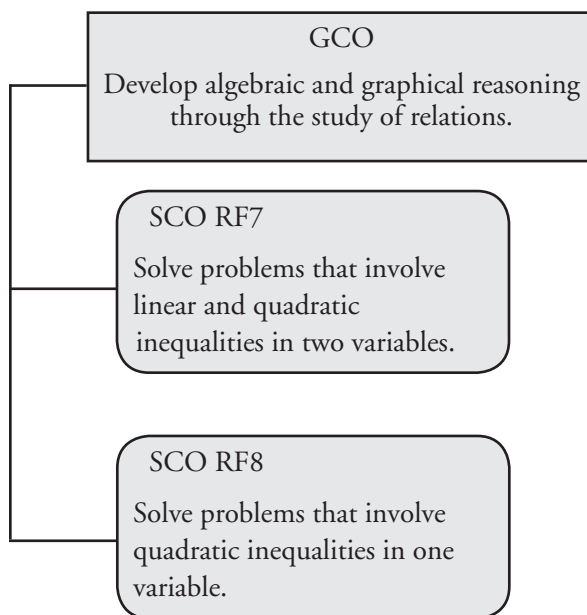 GCO
Develop algebraic and graphical reasoning
through the study of relations.
SCO RF7
Solve problems that involve
linear and quadratic
inequalities in two variables.
SCO RF8
Solve problems that involve
quadratic inequalities in one
variable.